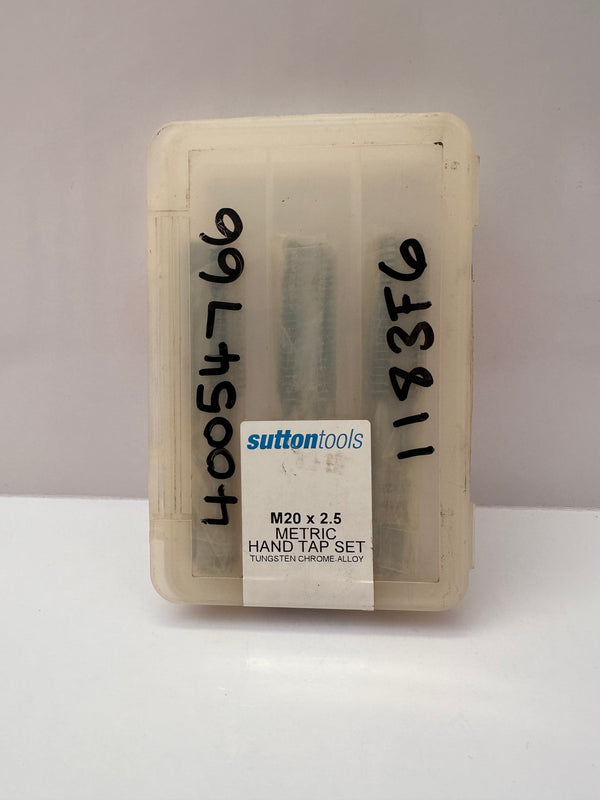 40054766
1183F6
suttontools
M20 x 2.5
METRIC
HAND TAP SET
TUNGSTEN CHROME ALLOY